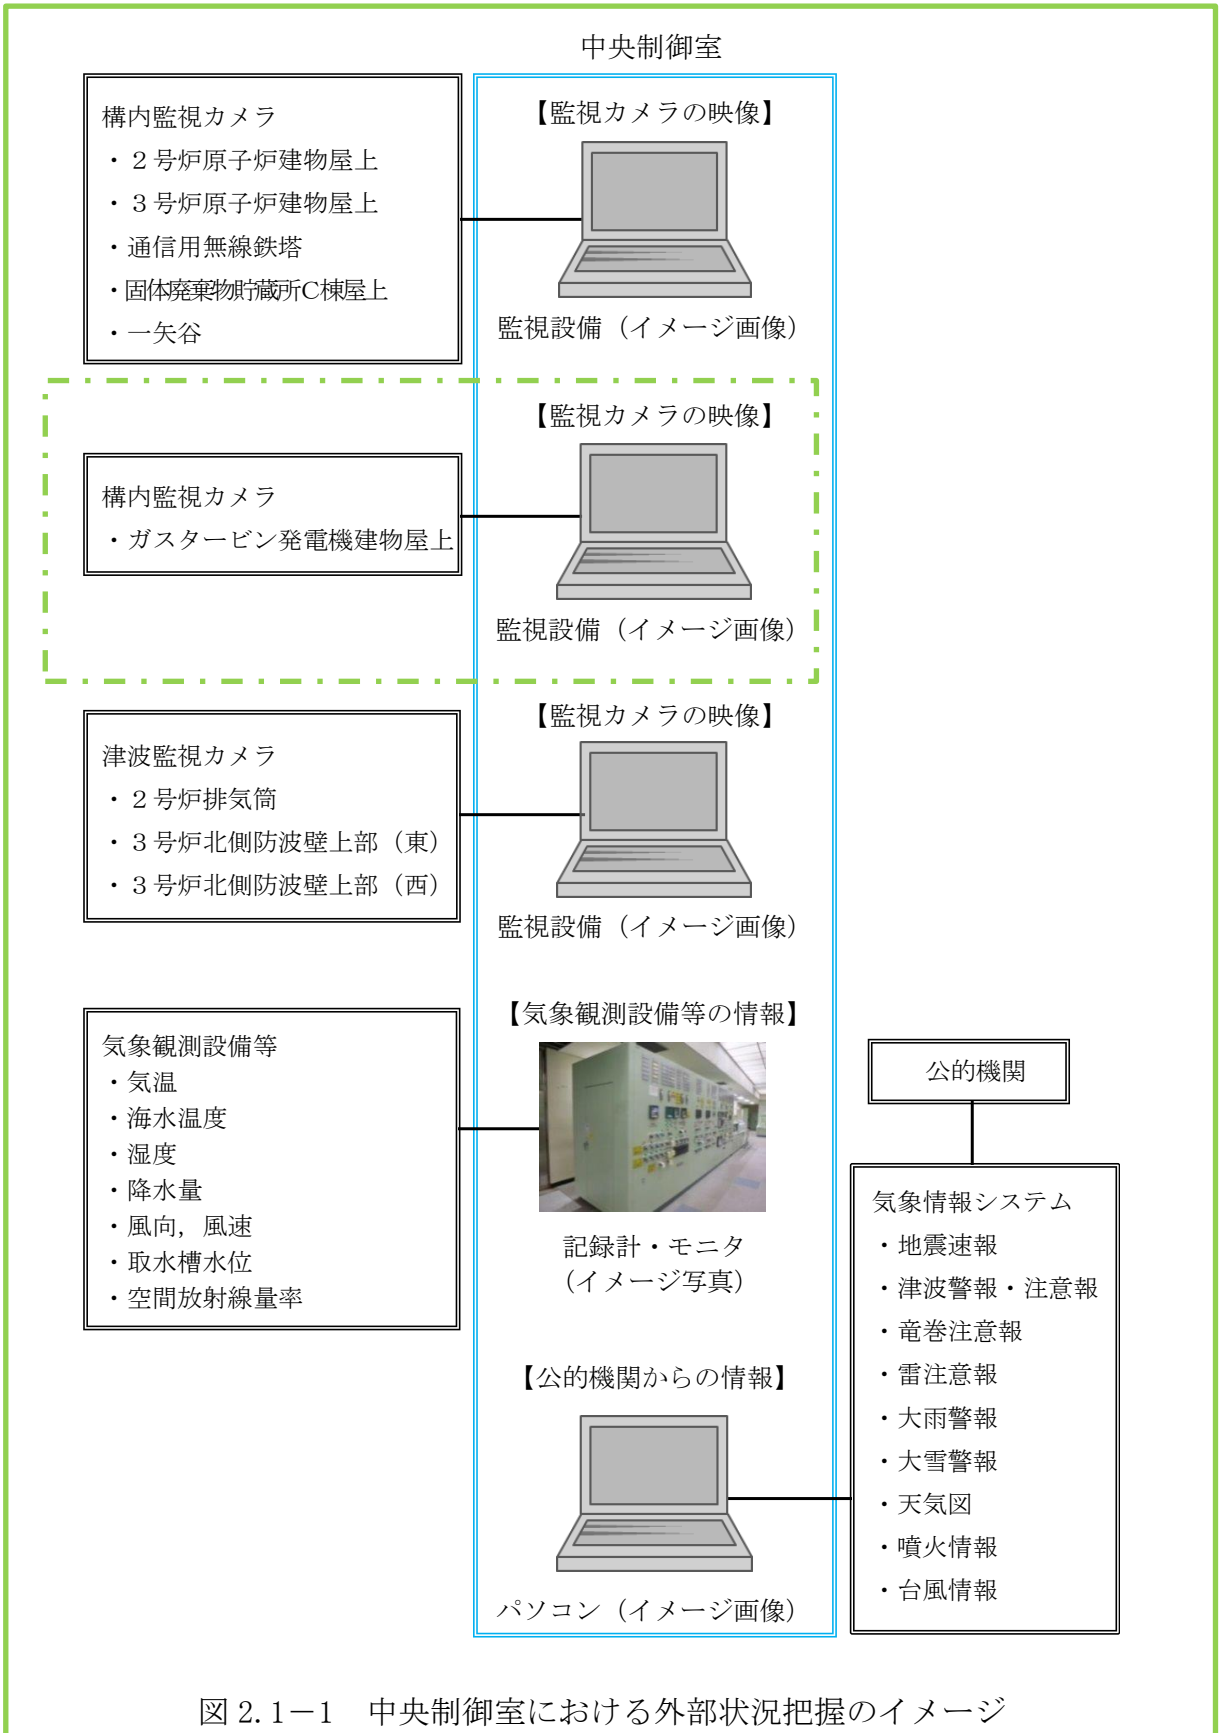 中央制御室
構内監視カメラ
・２号炉原子炉建物屋上
・３号炉原子炉建物屋上
・通信用無線鉄塔
・固体廃棄物貯蔵所C棟屋上
・一矢谷
【監視カメラの映像】
監視設備（イメージ画像）
構内監視カメラ
・ガスタービン発電機建物屋上
【監視カメラの映像】
監視設備（イメージ画像）
津波監視カメラ
・２号炉排気筒
・３号炉北側防波壁上部（東）
・３号炉北側防波壁上部（西）
【監視カメラの映像】
監視設備（イメージ画像）
気象観測設備等
・気温
・海水温度
・湿度
・降水量
・風向，風速
・取水槽水位
・空間放射線量率
【気象観測設備等の情報】
記録計・モニタ
（イメージ写真）
公的機関
気象情報システム
・地震速報
・津波警報・注意報
・竜巻注意報
・雷注意報
・大雨警報
・大雪警報
・天気図
・噴火情報
・台風情報
【公的機関からの情報】
パソコン（イメージ画像）
図 2.1－1　中央制御室における外部状況把握のイメージ